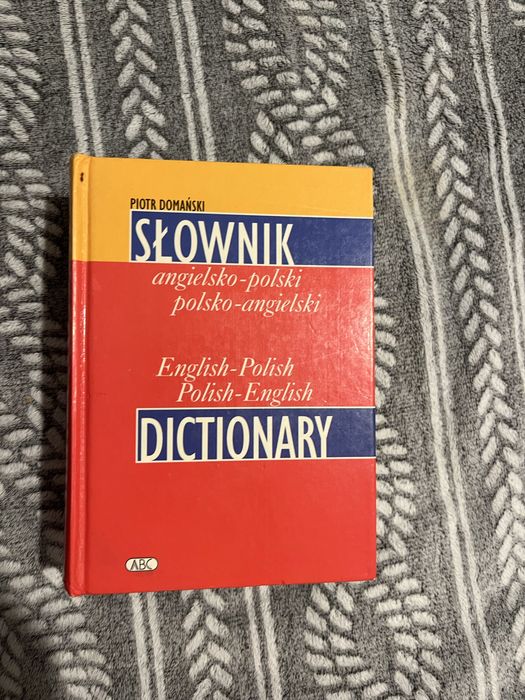 PIOTR DOMAŃSKI
SŁOWNIK
angielsko-polski
polsko-angielski
English-Polish
Polish-English
DICTIONARY
ABC